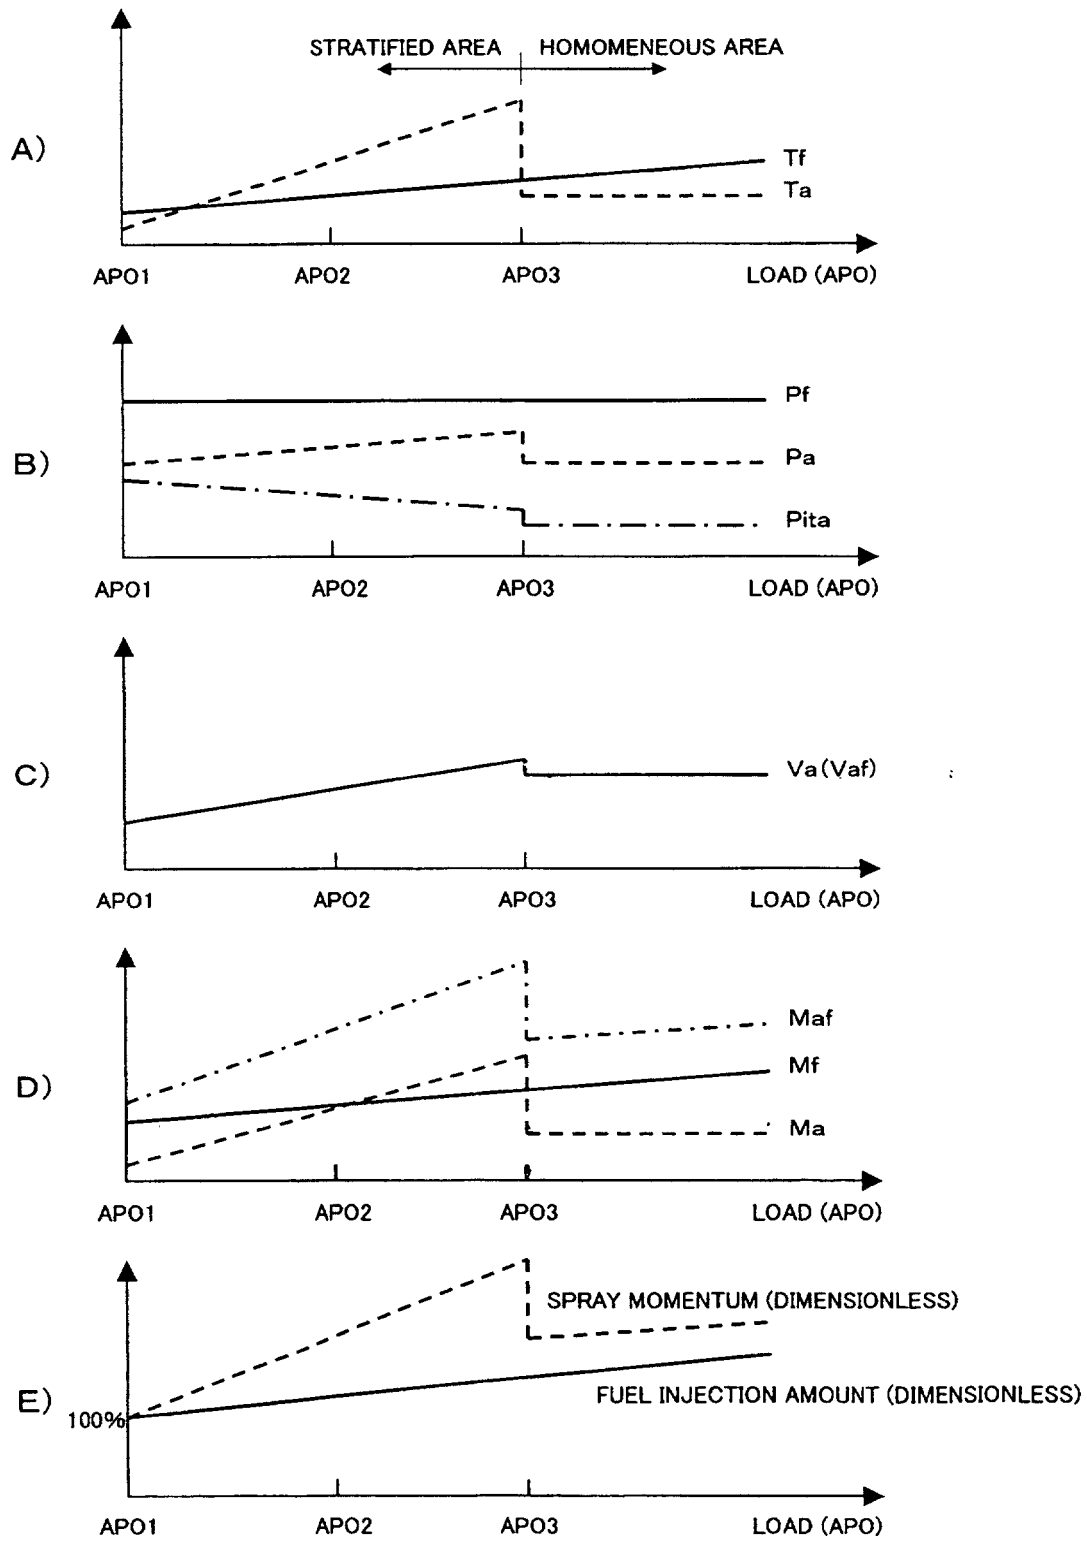 STRATIFIED AREA HOMOMENEOUS AREA
A)
Tf
Ta
APO1 APO2 APO3 LOAD (APO)
Pf
B)
Pa
Pita
APO1 APO2 APO3 LOAD (APO)
C)
Va(Vaf)
APO1 APO2 APO3 LOAD (APO)
Maf
D)
Mf
Ma
APO1 APO2 APO3 LOAD (APO)
SPRAY MOMENTUM (DIMENSIONLESS)
E)
FUEL INJECTION AMOUNT (DIMENSIONLESS)
100%
APO1 APO2 APO3 LOAD (APO)